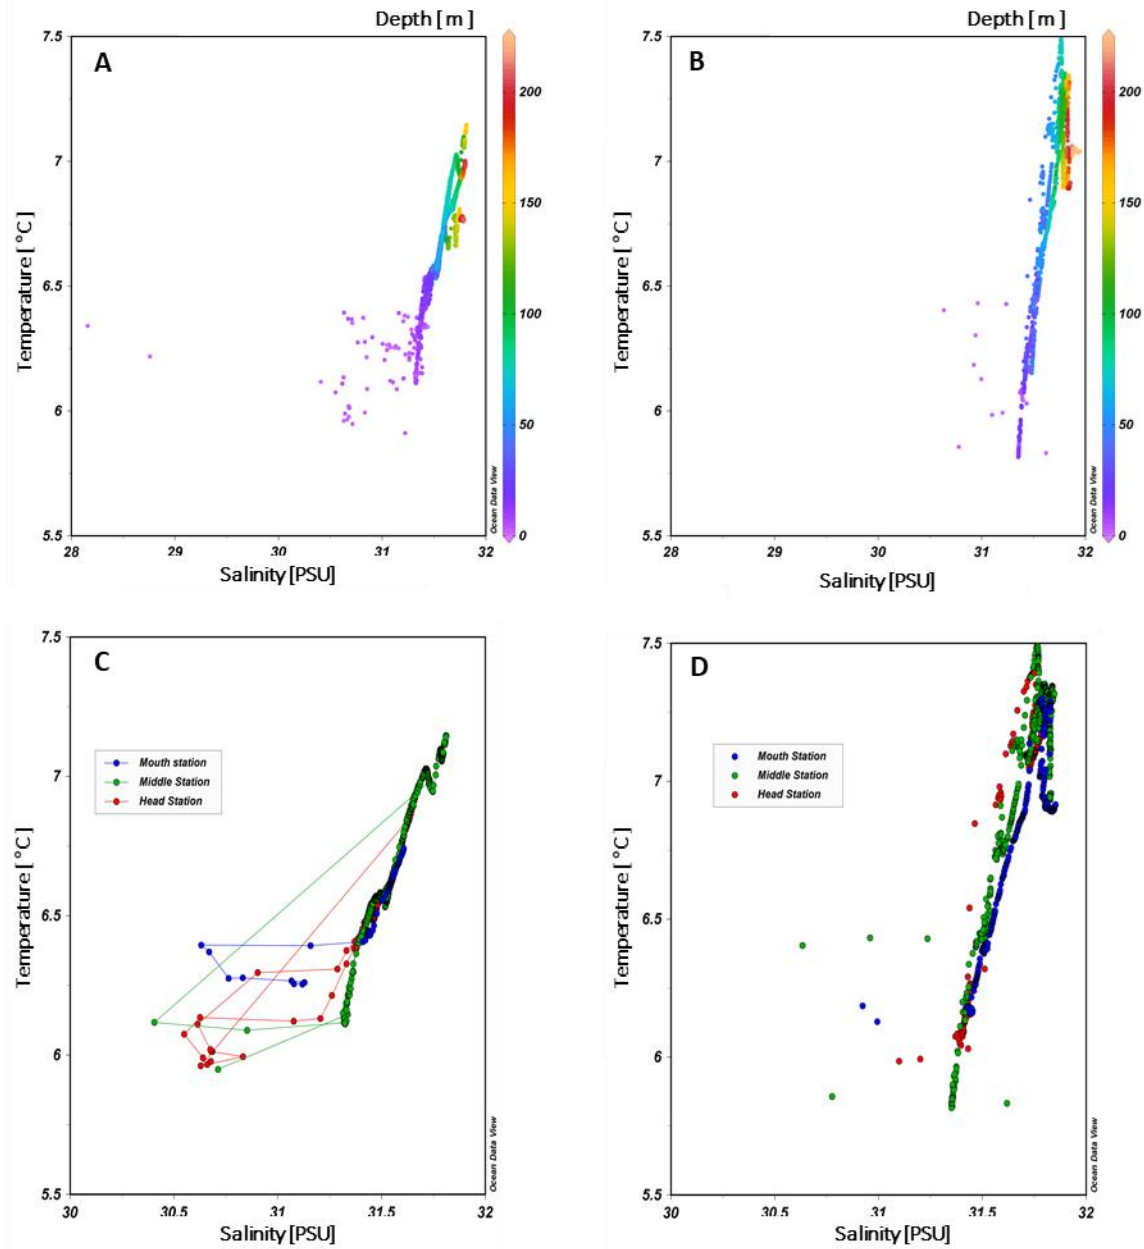 Depth [ m ]
Depth [ m ]
7.5
A
200
7
150
6.5
100
6
50
5.5
0
28
29
30
31
32
Temperature [ °C]
Salinity [PSU]
Ocean Data View
7.5
B
200
7
150
6.5
100
6
50
5.5
0
28
29
30
31
32
Temperature [ °C]
Salinity [PSU]
Ocean Data View
7.5
C
Mouth station
Middle Station
Head Station
7
6.5
6
5.5
30
30.5
31
31.5
32
Temperature [ °C]
Salinity [PSU]
Ocean Data View
7.5
D
Mouth Station
Middle Station
Head Station
7
6.5
6
5.5
30
30.5
31
31.5
32
Temperature [ °C]
Salinity [PSU]
Ocean Data View